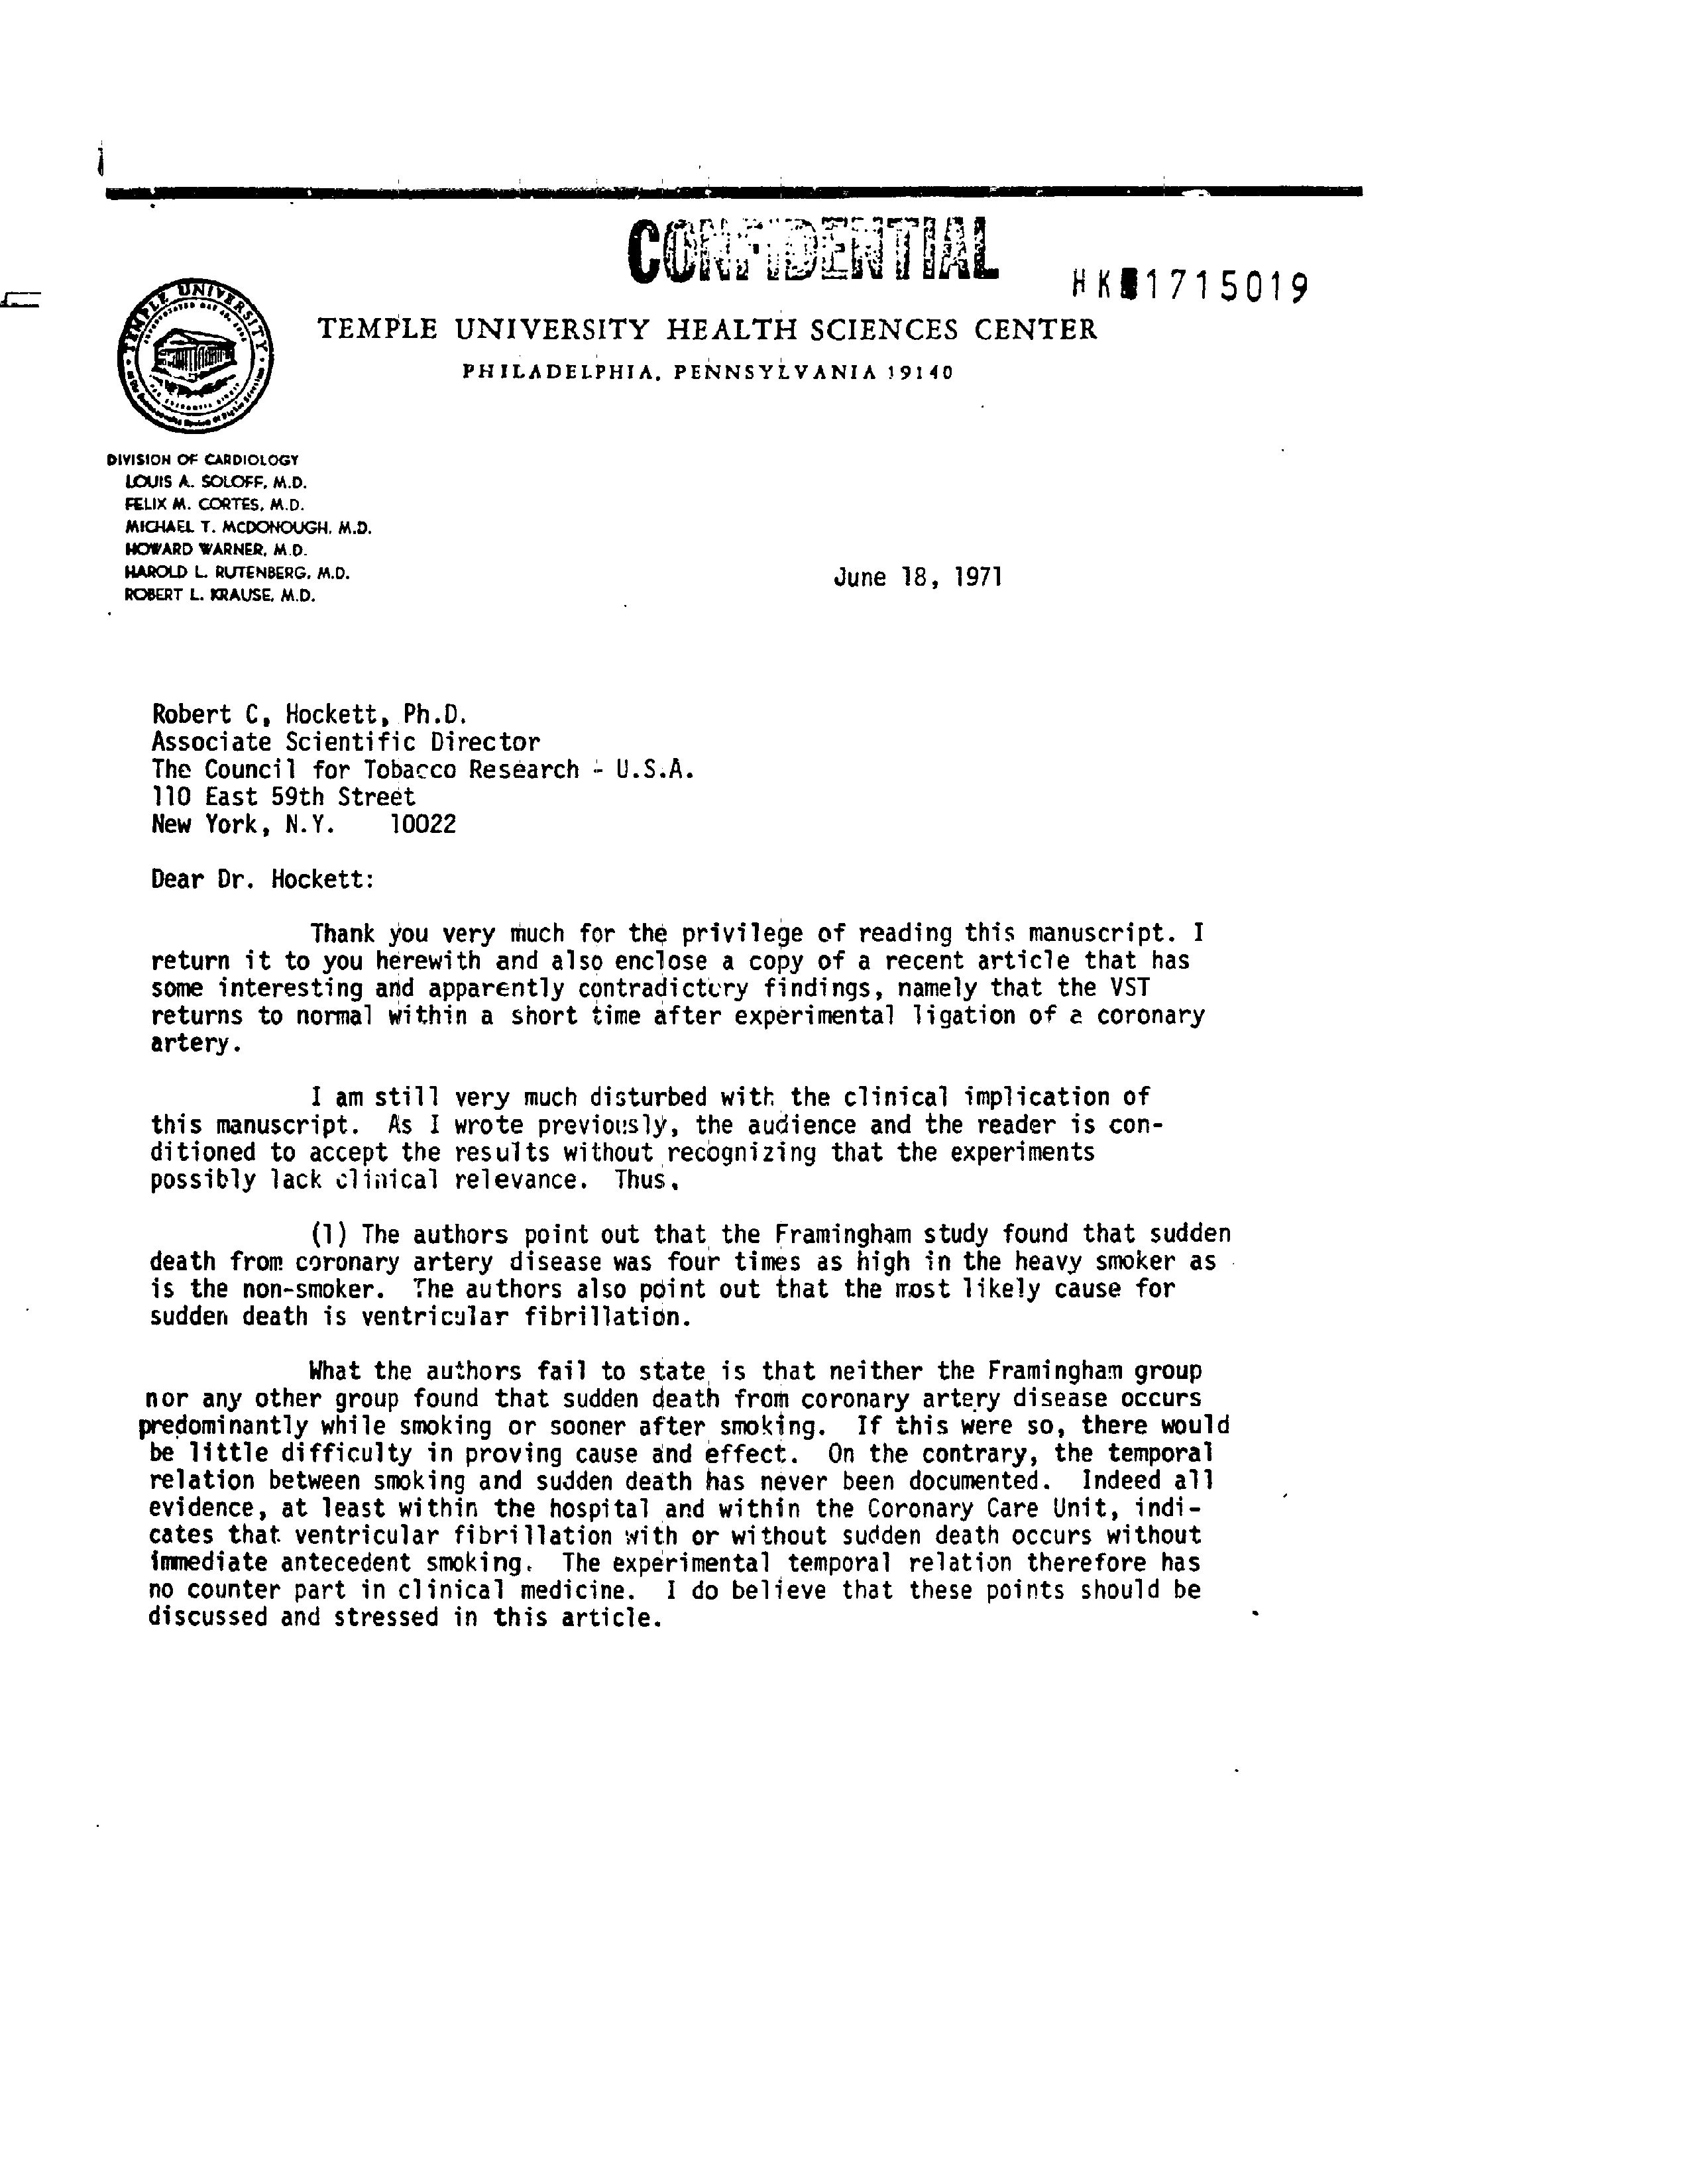 CONFIDENTIAL
1715019
TEMPLE UNIVERSITY
TEMPLE UNIVERSITY HEALTH SCIENCES CENTER
PHILADELPHIA, PENNSYLVANIA 19140
DIVISION OF CARDIOLOGY
LOUIS A. SOLOFF, M.D.
FELIX M. CORTES, M.D.
MICHAEL T. MCDONOUGH, M.D.
HOWARD WARNER, M.D.
HAROLD L. RUTENBERG, M.D.
ROBERT L. KRAUSE, M.D.
June 18, 1971
Robert C, Hockett, Ph.D.
Associate Scientific Director
The Council for Tobacco Research - U.S.A.
110 East 59th Street
New York, N.Y. 10022
Dear Dr. Hockett:
Thank you very much for the privilege of reading this manuscript. I
return it to you herewith and also enclose a copy of a recent article that has
some interesting and apparently contradictory findings, namely that the VST
returns to normal within a short time after experimental ligation of a coronary
artery.
I am still very much disturbed with the clinical implication of
this manuscript. As I wrote previously, the audience and the reader is con-
ditioned to accept the results without recognizing that the experiments
possibly lack clinical relevance. Thus,
(1) The authors point out that the Framingham study found that sudden
death from coronary artery disease was four times as high in the heavy smoker as
is the non-smoker. The authors also point out that the most likely cause for
sudden death is ventricular fibrillation.
What the authors fail to state is that neither the Framingham group
nor any other group found that sudden death from coronary artery disease occurs
predominantly while smoking or sooner after smoking. If this were so, there would
be little difficulty in proving cause and effect. On the contrary, the temporal
relation between smoking and sudden death has never been documented. Indeed all
evidence, at least within the hospital and within the Coronary Care Unit, indi-
cates that ventricular fibrillation with or without sudden death occurs without
immediate antecedent smoking. The experimental temporal relation therefore has
no counter part in clinical medicine. I do believe that these points should be
discussed and stressed in this article.